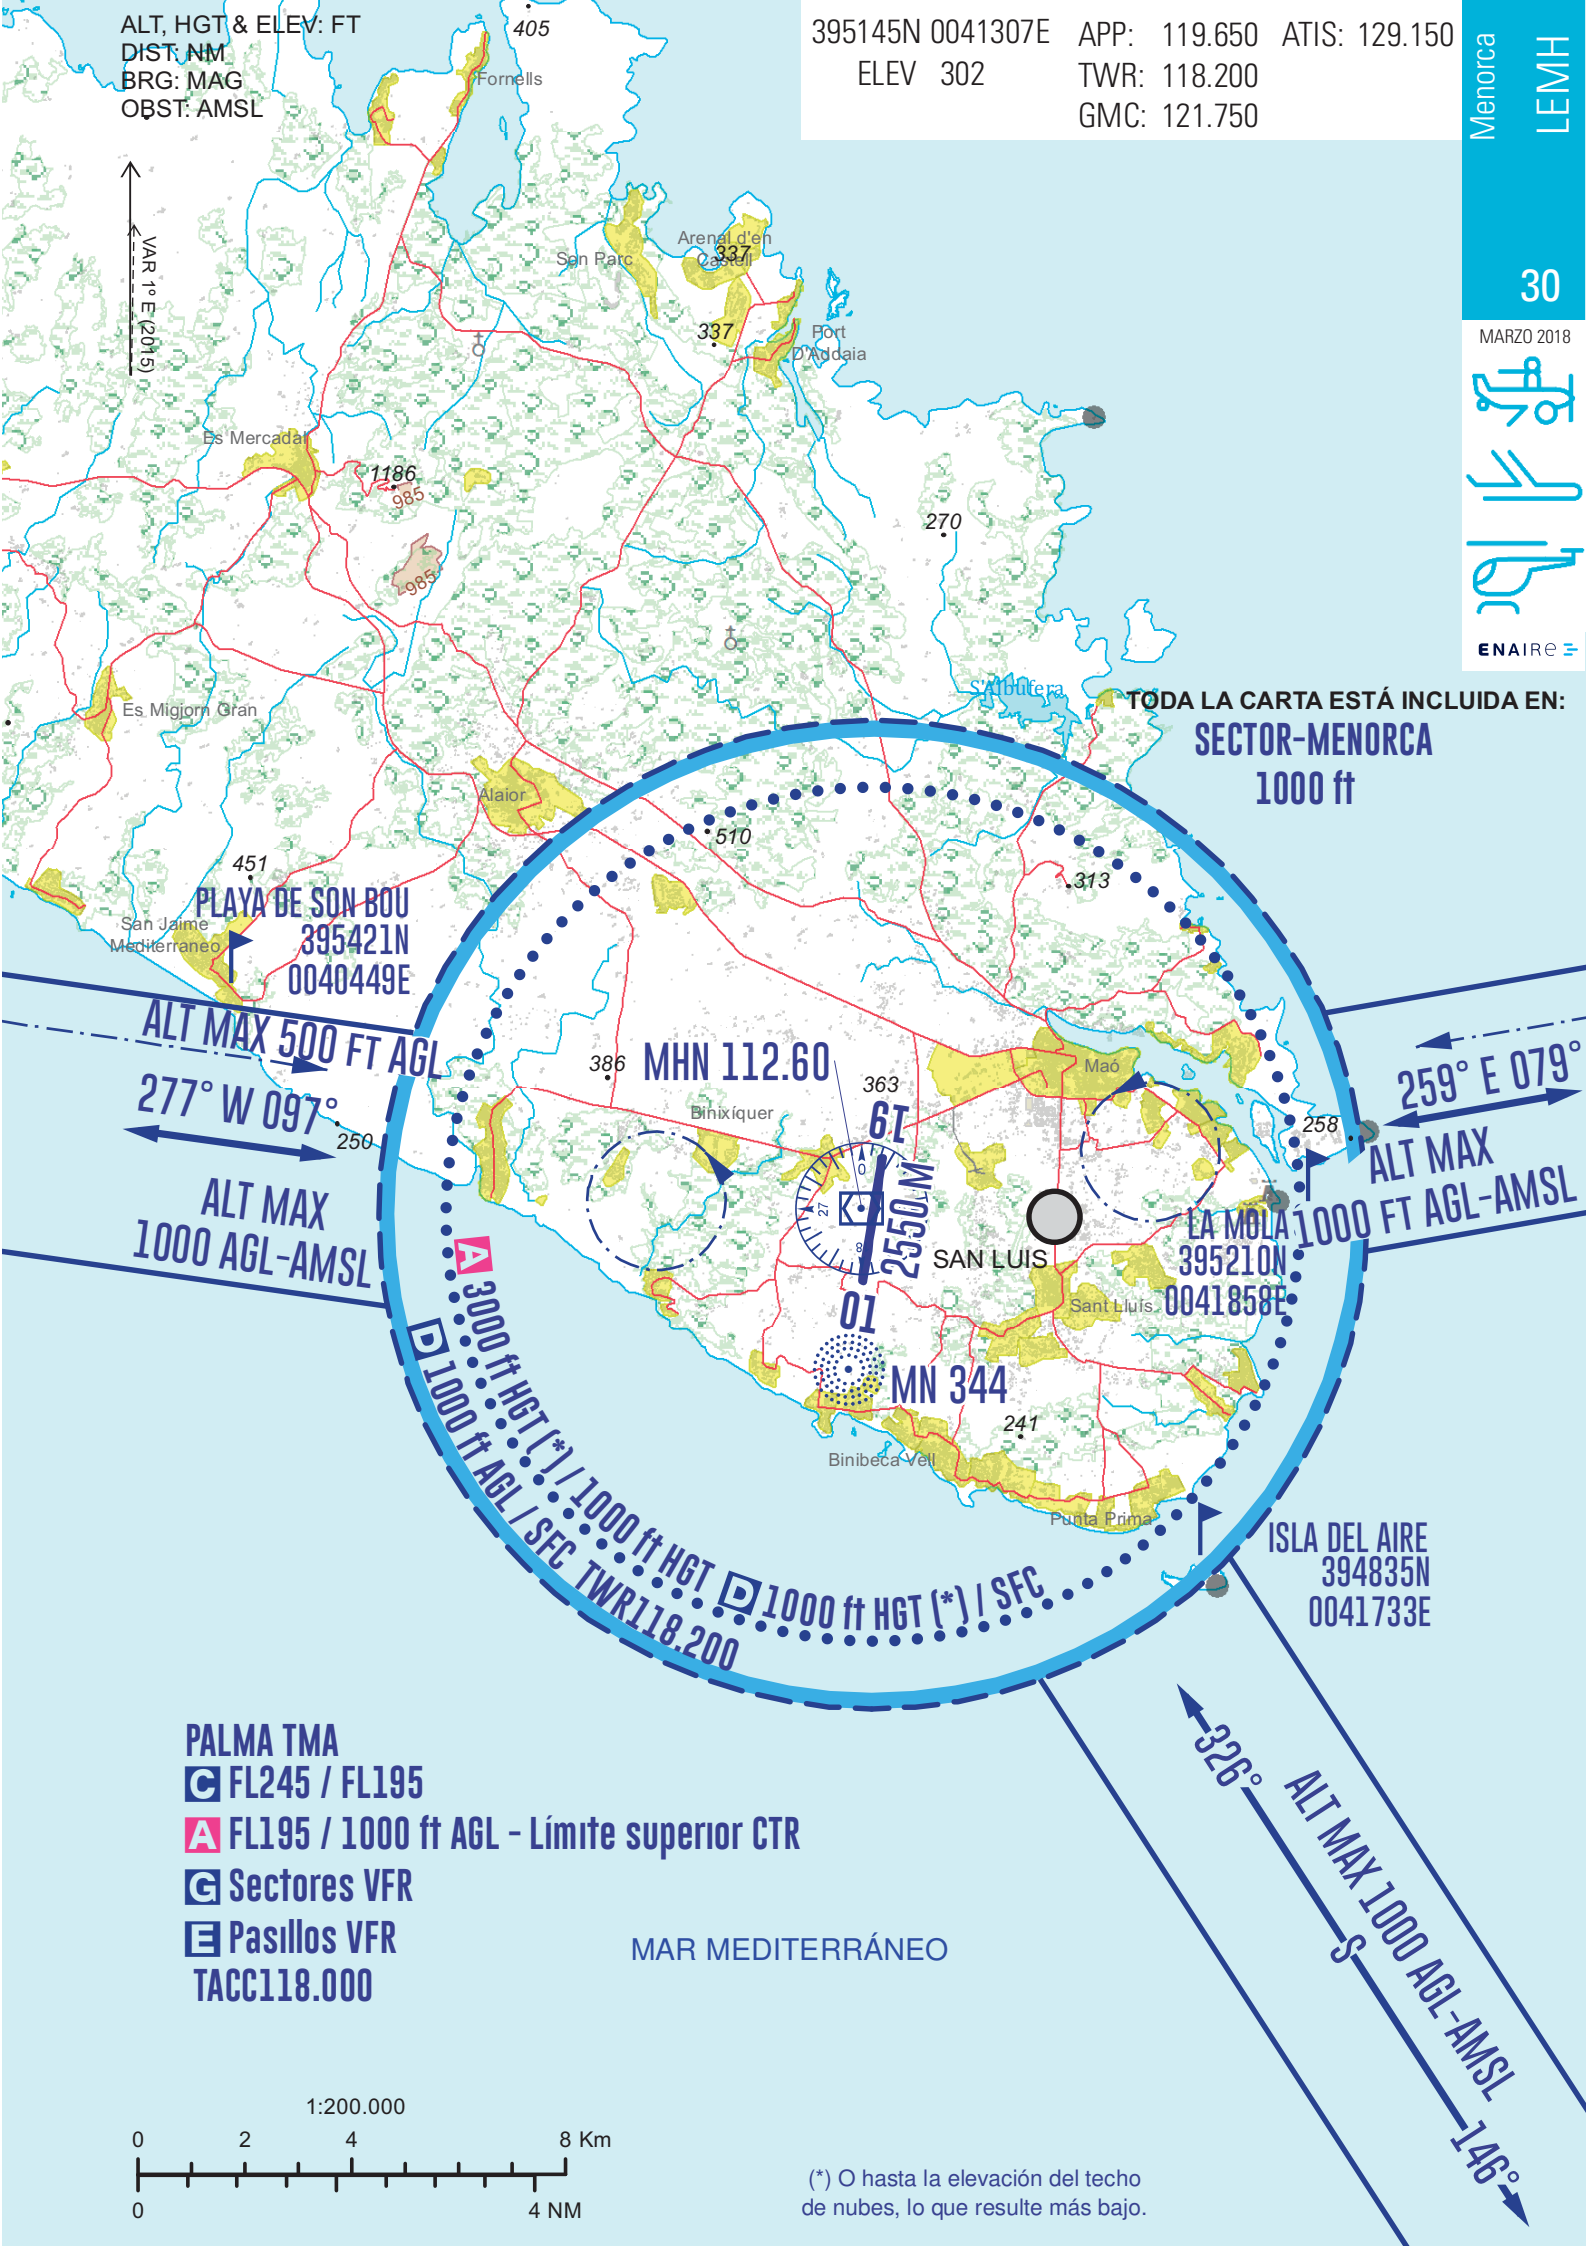 ALT, HGT & ELEV: FT
DIST: NM
BRG: MAG
OBST: AMSL
VAR 1º E (2015)
395145N 0041307E
ELEV 302
APP: 119.650
TWR: 118.200
GMC: 121.750
ATIS: 129.150
Menorca
LEMH
30
MARZO 2018
ENAIRe
405
Fornells
Son Parc
Arenal d'en
Castell
337
337
Port
D'Addaia
Es Mercadal
1186
985
985
270
Es Migjorn Gran
S'Albufera
TODA LA CARTA ESTÁ INCLUIDA EN:
SECTOR-MENORCA
1000 ft
Alaior
510
313
451
San Jaime
Mediterraneo
PLAYA DE SON BOU
395421N
0040449E
ALT MAX 500 FT AGL
277° W 097°
250
ALT MAX
1000 AGL-AMSL
386
MHN 112.60
363
Binixíquer
Maó
259° E 079°
258
ALT MAX
1000 FT AGL-AMSL
19
2550 M
01
0
27
8
SAN LUIS
LA MOLA
395210N
0041858E
Sant Lluís
MN 344
241
Binibeca Vell
Punta Prima
A 3000 ft HGT (*) / 1000 ft HGT
D 1000 ft HGT (*) / SFC
D 1000 ft AGL / SFC TWR118.200
ISLA DEL AIRE
394835N
0041733E
326° S 146°
ALT MAX 1000 AGL-AMSL
PALMA TMA
C FL245 / FL195
A FL195 / 1000 ft AGL - Límite superior CTR
G Sectores VFR
E Pasillos VFR
TACC118.000
MAR MEDITERRÁNEO
1:200.000
0 2 4 8 Km
0 4 NM
(*) O hasta la elevación del techo
de nubes, lo que resulte más bajo.